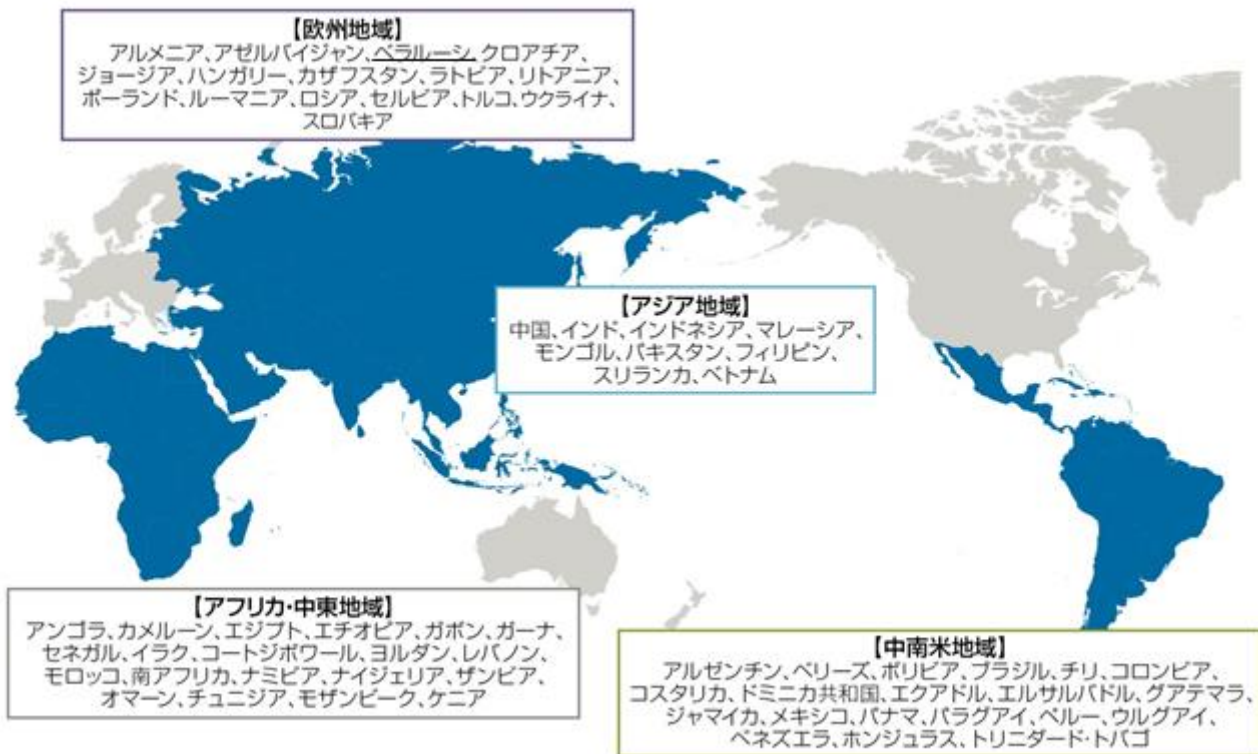 【欧州地域】
アルメニア、アゼルバイジャン、ベラルーシ、クロアチア、
ジョージア、ハンガリー、カザフスタン、ラトビア、リトアニア、
ポーランド、ルーマニア、ロシア、セルビア、トルコ、ウクライナ、
スロバキア
【アジア地域】
中国、インド、インドネシア、マレーシア、
モンゴル、パキスタン、フィリピン、
スリランカ、ベトナム
【アフリカ・中東地域】
アンゴラ、カメルーン、エジプト、エチオピア、ガボン、ガーナ、
セネガル、イラク、コートジボワール、ヨルダン、レバノン、
モロッコ、南アフリカ、ナミビア、ナイジェリア、ザンビア、
オマーン、チュニジア、モザンビーク、ケニア
【中南米地域】
アルゼンチン、ベリーズ、ボリビア、ブラジル、チリ、コロンビア、
コスタリカ、ドミニカ共和国、エクアドル、エルサルバドル、グアテマラ、
ジャマイカ、メキシコ、パナマ、パラグアイ、ペルー、ウルグアイ、
ベネズエラ、ホンジュラス、トリニダード・トバゴ